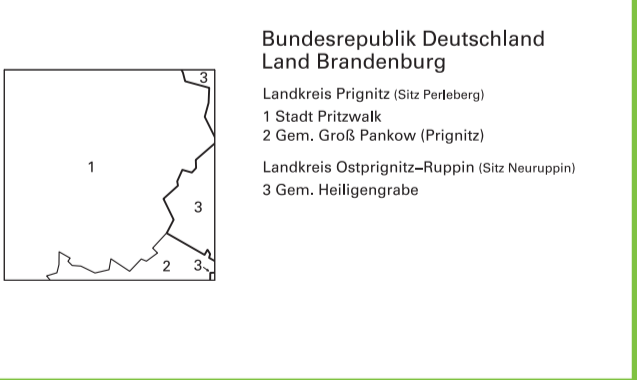 Bundesrepublik Deutschland
Land Brandenburg
Landkreis Prignitz (Sitz Perleberg)
1 Stadt Pritzwalk
2 Gem. Groß Pankow (Prignitz)
Landkreis Ostprignitz–Ruppin (Sitz Neuruppin)
3 Gem. Heiligengrabe
3
1
3
2
3